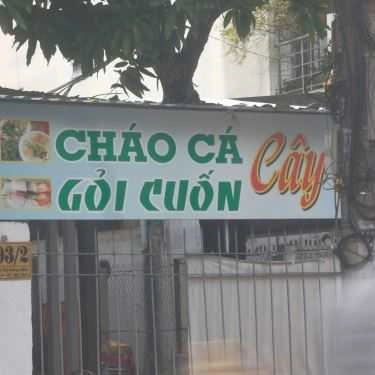 CHÁO CÁ
GỎI CUỐN
Cây
93/2